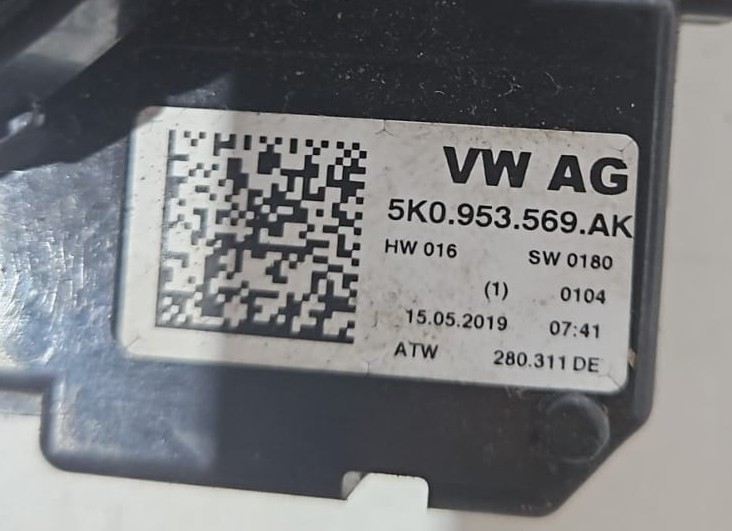 VW AG
5K0.953.569.AK
HW 016 SW 0180
(1) 0104
15.05.2019 07:41
ATW 280.311 DE